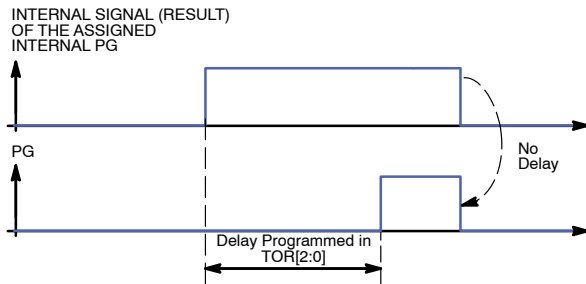 INTERNAL SIGNAL (RESULT)
OF THE ASSIGNED
INTERNAL PG
PG
No
Delay
Delay Programmed in
TOR[2:0]